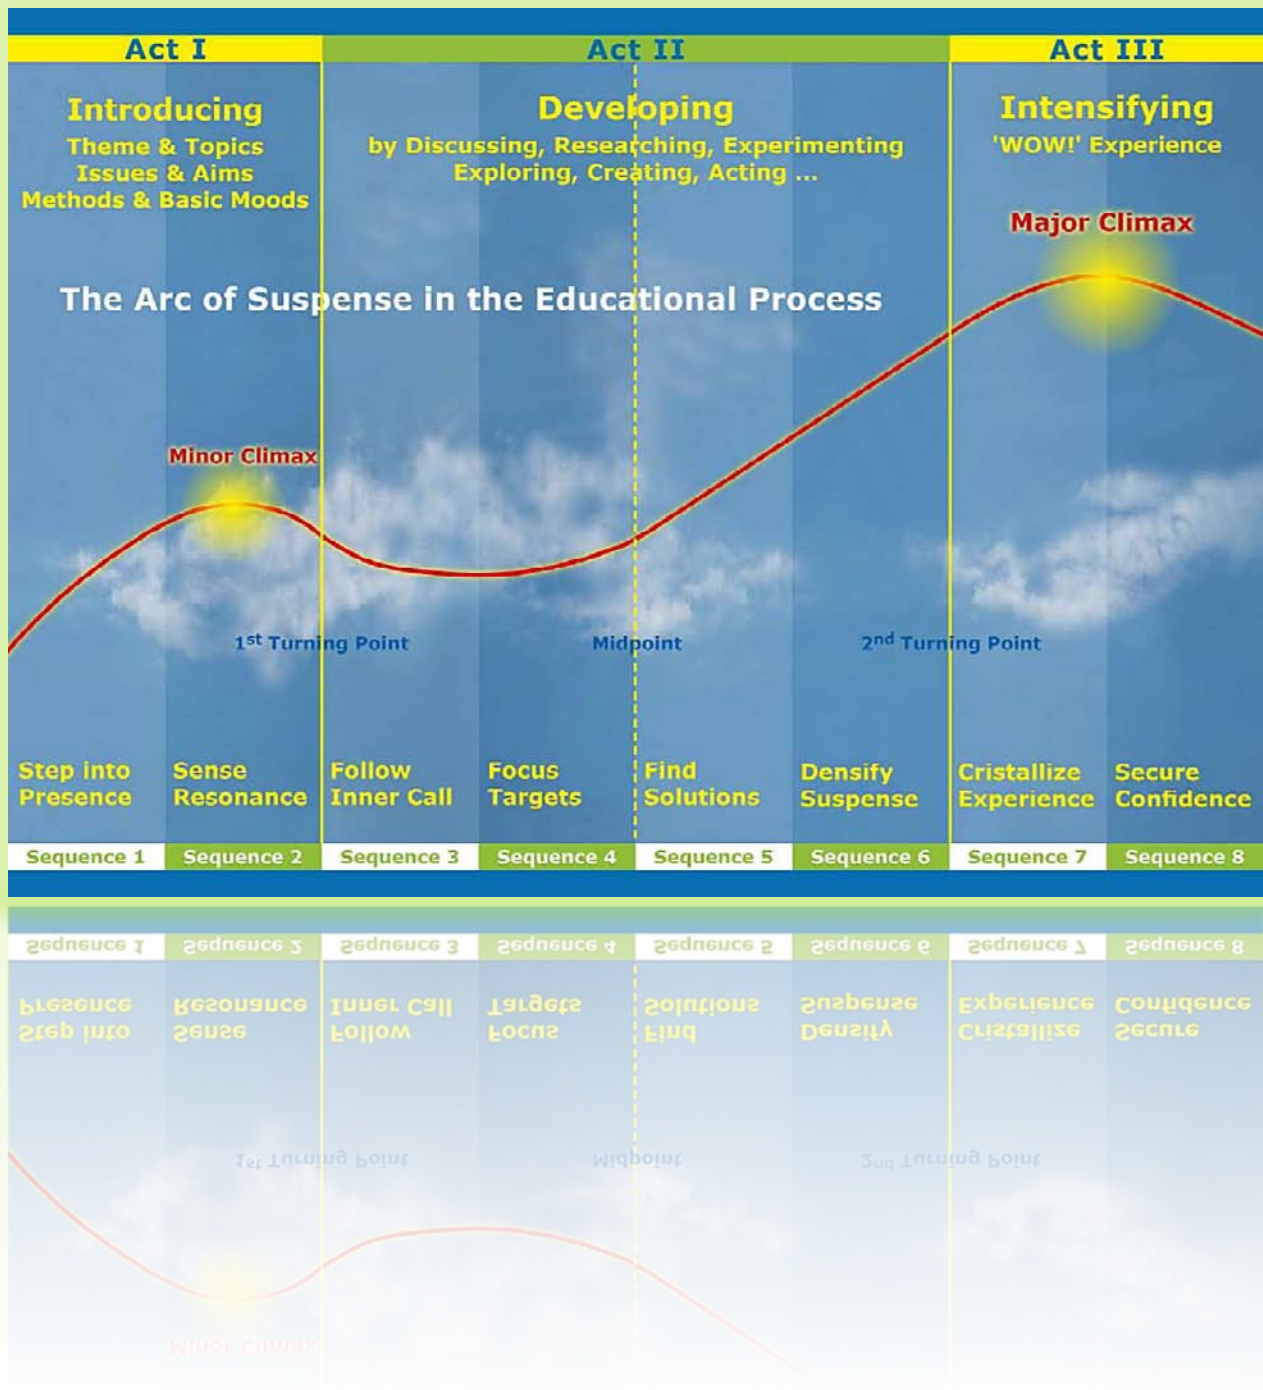 Act I
Act II
Act III
Introducing
Theme & Topics
Issues & Aims
Methods & Basic Moods
Developing
by Discussing, Researching, Experimenting
Exploring, Creating, Acting ...
Intensifying
'WOW!' Experience
Major Climax
The Arc of Suspense in the Educational Process
Minor Climax
1st Turning Point
Midpoint
2nd Turning Point
Step into
Presence
Sense
Resonance
Follow
Inner Call
Focus
Targets
Find
Solutions
Densify
Suspense
Cristallize
Experience
Secure
Confidence
Sequence 1
Sequence 2
Sequence 3
Sequence 4
Sequence 5
Sequence 6
Sequence 7
Sequence 8